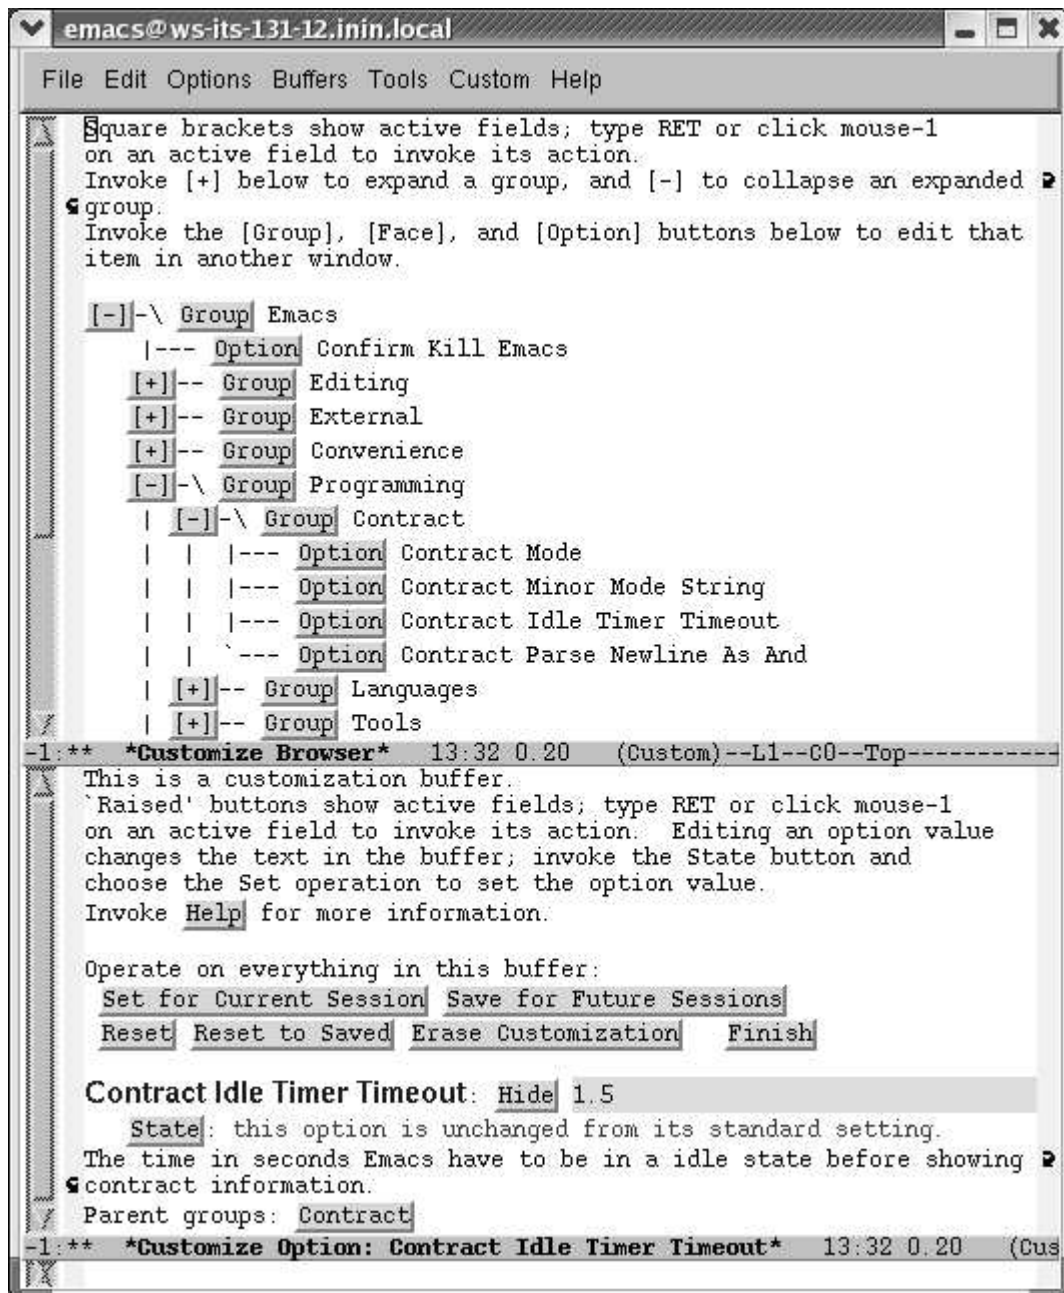 emacs@ws-its-131-12.inin.local
File Edit Options Buffers Tools Custom Help
Square brackets show active fields; type RET or click mouse-1
on an active field to invoke its action.
Invoke [+] below to expand a group, and [-] to collapse an expanded
group.
Invoke the [Group], [Face], and [Option] buttons below to edit that
item in another window.
[-]-\ Group Emacs
|--- Option Confirm Kill Emacs
[+]-- Group Editing
[+]-- Group External
[+]-- Group Convenience
[-]-\ Group Programming
| [-]-\ Group Contract
| | |--- Option Contract Mode
| | |--- Option Contract Minor Mode String
| | |--- Option Contract Idle Timer Timeout
| | `--- Option Contract Parse Newline As And
| [+]-- Group Languages
| [+]-- Group Tools
-1:** *Customize Browser* 13:32 0.20 (Custom)--L1--C0--Top-----------
This is a customization buffer.
`Raised' buttons show active fields; type RET or click mouse-1
on an active field to invoke its action. Editing an option value
changes the text in the buffer; invoke the State button and
choose the Set operation to set the option value.
Invoke Help for more information.
Operate on everything in this buffer:
Set for Current Session Save for Future Sessions
Reset Reset to Saved Erase Customization Finish
Contract Idle Timer Timeout: Hide 1.5
State: this option is unchanged from its standard setting.
The time in seconds Emacs have to be in a idle state before showing
contract information.
Parent groups: Contract
-1:** *Customize Option: Contract Idle Timer Timeout* 13:32 0.20 (Cus